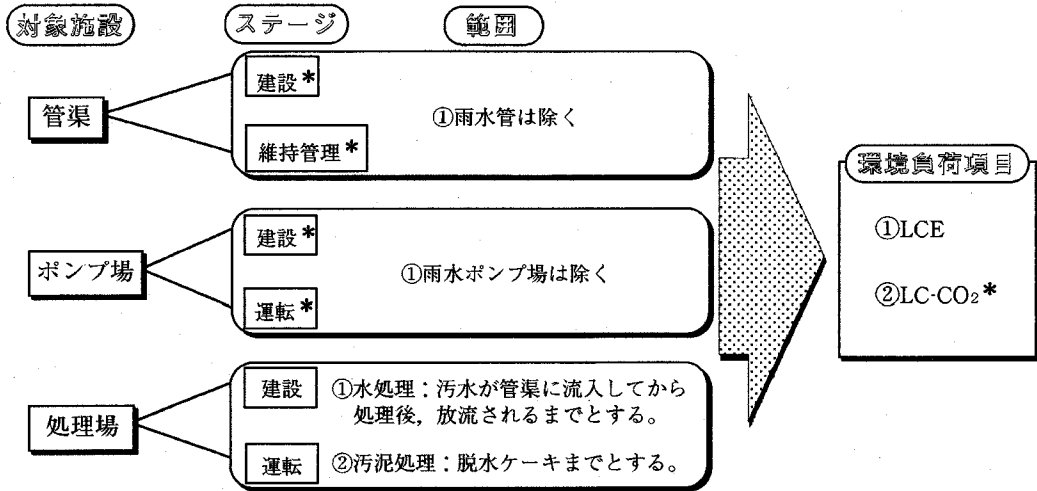 対象施設 ステージ 範囲
管渠
建設*
①雨水管は除く
維持管理*
ポンプ場
建設*
①雨水ポンプ場は除く
運転*
処理場
建設
①水処理：汚水が管渠に流入してから
処理後，放流されるまでとする。
運転
②汚泥処理：脱水ケーキまでとする。
環境負荷項目
①LCE
②LC-CO₂*